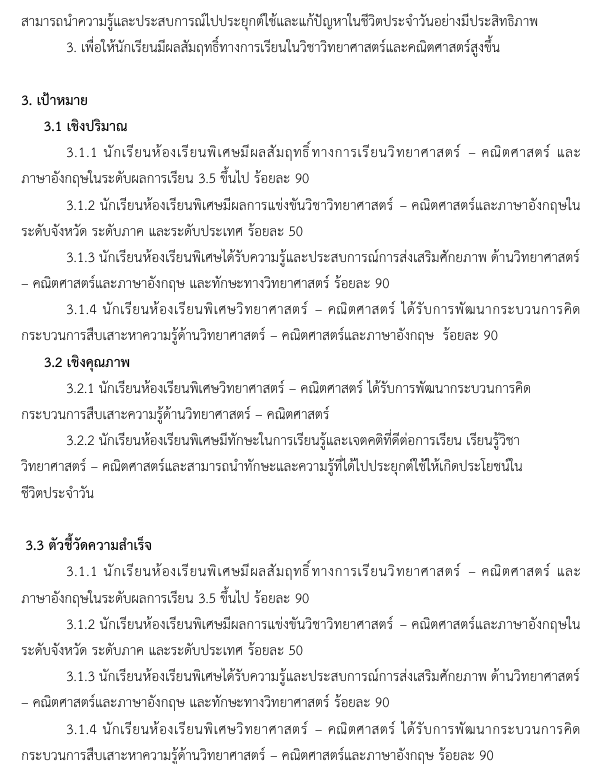 สามารถนำความรู้และประสบการณ์ไปประยุกต์ใช้และแก้ปัญหาในชีวิตประจำวันอย่างมีประสิทธิภาพ
3. เพื่อให้นักเรียนมีผลสัมฤทธิ์ทางการเรียนในวิชาวิทยาศาสตร์และคณิตศาสตร์สูงขึ้น
3. เป้าหมาย
3.1 เชิงปริมาณ
3.1.1 นักเรียนห้องเรียนพิเศษมีผลสัมฤทธิ์ทางการเรียนวิทยาศาสตร์ – คณิตศาสตร์ และ
ภาษาอังกฤษในระดับผลการเรียน 3.5 ขึ้นไป ร้อยละ 90
3.1.2 นักเรียนห้องเรียนพิเศษมีผลการแข่งขันวิชาวิทยาศาสตร์ – คณิตศาสตร์และภาษาอังกฤษใน
ระดับจังหวัด ระดับภาค และระดับประเทศ ร้อยละ 50
3.1.3 นักเรียนห้องเรียนพิเศษได้รับความรู้และประสบการณ์การส่งเสริมศักยภาพ ด้านวิทยาศาสตร์
– คณิตศาสตร์และภาษาอังกฤษ และทักษะทางวิทยาศาสตร์ ร้อยละ 90
3.1.4 นักเรียนห้องเรียนพิเศษวิทยาศาสตร์ – คณิตศาสตร์ ได้รับการพัฒนากระบวนการคิด
กระบวนการสืบเสาะหาความรู้ด้านวิทยาศาสตร์ – คณิตศาสตร์และภาษาอังกฤษ ร้อยละ 90
3.2 เชิงคุณภาพ
3.2.1 นักเรียนห้องเรียนพิเศษวิทยาศาสตร์ – คณิตศาสตร์ ได้รับการพัฒนากระบวนการคิด
กระบวนการสืบเสาะความรู้ด้านวิทยาศาสตร์ – คณิตศาสตร์
3.2.2 นักเรียนห้องเรียนพิเศษมีทักษะในการเรียนรู้และเจตคติที่ดีต่อการเรียน เรียนรู้วิชา
วิทยาศาสตร์ – คณิตศาสตร์และสามารถนำทักษะและความรู้ที่ได้ไปประยุกต์ใช้ให้เกิดประโยชน์ใน
ชีวิตประจำวัน
3.3 ตัวชี้วัดความสำเร็จ
3.1.1 นักเรียนห้องเรียนพิเศษมีผลสัมฤทธิ์ทางการเรียนวิทยาศาสตร์ – คณิตศาสตร์ และ
ภาษาอังกฤษในระดับผลการเรียน 3.5 ขึ้นไป ร้อยละ 90
3.1.2 นักเรียนห้องเรียนพิเศษมีผลการแข่งขันวิชาวิทยาศาสตร์ – คณิตศาสตร์และภาษาอังกฤษใน
ระดับจังหวัด ระดับภาค และระดับประเทศ ร้อยละ 50
3.1.3 นักเรียนห้องเรียนพิเศษได้รับความรู้และประสบการณ์การส่งเสริมศักยภาพ ด้านวิทยาศาสตร์
– คณิตศาสตร์และภาษาอังกฤษ และทักษะทางวิทยาศาสตร์ ร้อยละ 90
3.1.4 นักเรียนห้องเรียนพิเศษวิทยาศาสตร์ – คณิตศาสตร์ ได้รับการพัฒนากระบวนการคิด
กระบวนการสืบเสาะหาความรู้ด้านวิทยาศาสตร์ – คณิตศาสตร์และภาษาอังกฤษ ร้อยละ 90